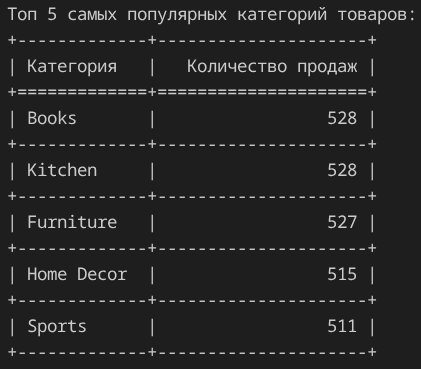 Топ 5 самых популярных категорий товаров:
+-------------+---------------------+
| Категория   |   Количество продаж |
+=============+=====================+
| Books       |                 528 |
+-------------+---------------------+
| Kitchen     |                 528 |
+-------------+---------------------+
| Furniture   |                 527 |
+-------------+---------------------+
| Home Decor  |                 515 |
+-------------+---------------------+
| Sports      |                 511 |
+-------------+---------------------+